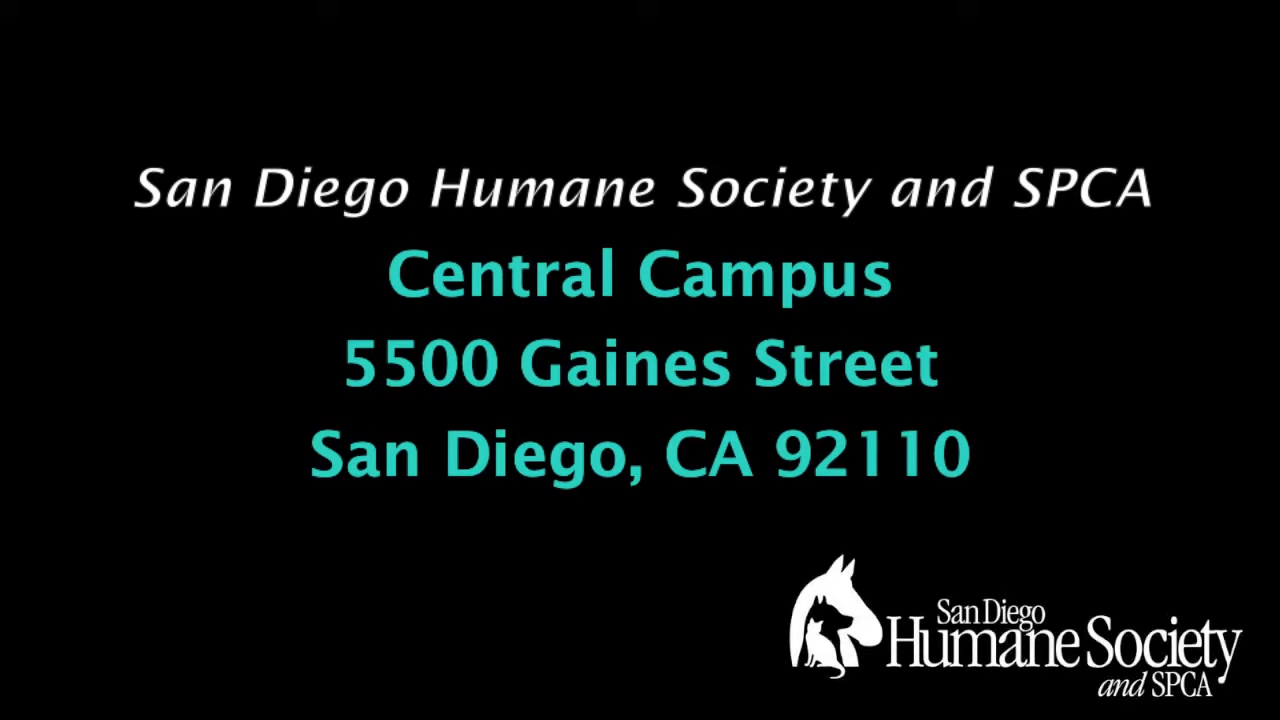 San Diego Humane Society and SPCA
Central Campus
5500 Gaines Street
San Diego, CA 92110
San Diego
Humane Society
and SPCA